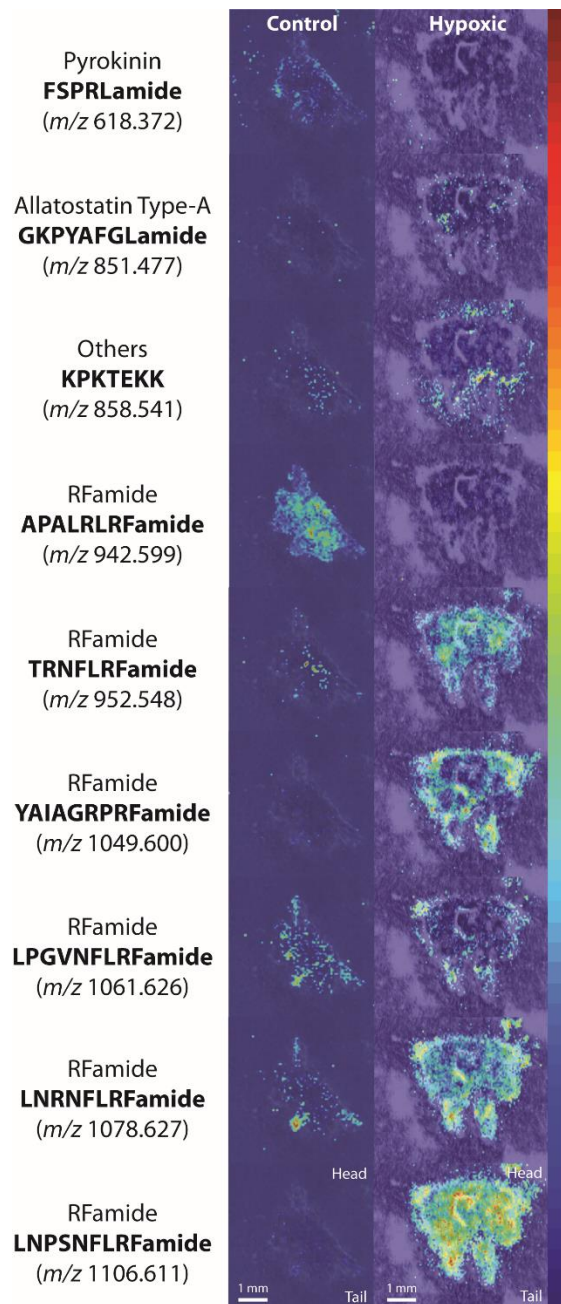 Control
Hypoxic
Pyrokinin
FSPRLamide
(m/z 618.372)
Allatostatin Type-A
GKPYAFGLamide
(m/z 851.477)
Others
KPKTEKK
(m/z 858.541)
RFamide
APALRLRFamide
(m/z 942.599)
RFamide
TRNFLRFamide
(m/z 952.548)
RFamide
YAIAGRPRFamide
(m/z 1049.600)
RFamide
LPGVNFLRFamide
(m/z 1061.626)
RFamide
LNRNFLRFamide
(m/z 1078.627)
Head
Head
RFamide
LNPSNFLRFamide
(m/z 1106.611)
1 mm
Tail
1 mm
Tail